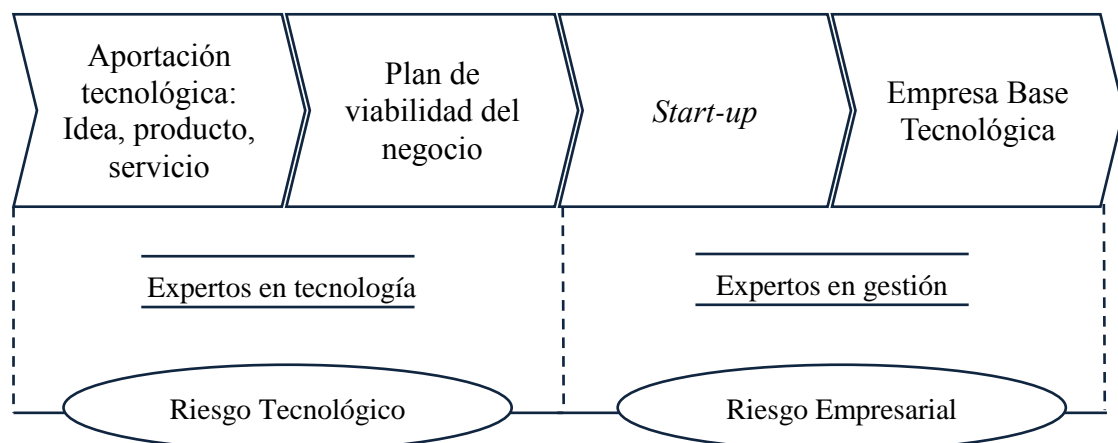 Aportación
tecnológica:
Idea, producto,
servicio
Plan de
viabilidad del
negocio
Start-up
Empresa Base
Tecnológica
Expertos en tecnología
Expertos en gestión
Riesgo Tecnológico
Riesgo Empresarial